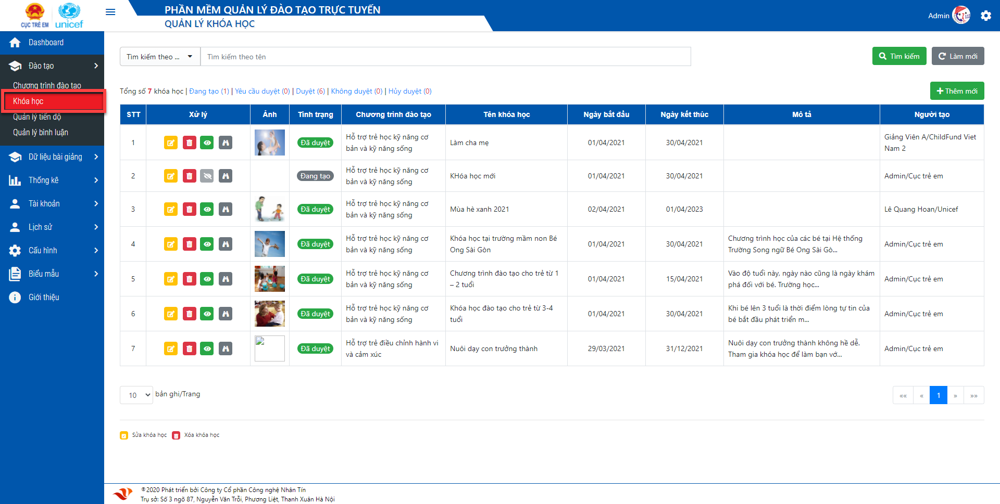 CỤC TRẺ EM
unicef
PHẦN MỀM QUẢN LÝ ĐÀO TẠO TRỰC TUYẾN
QUẢN LÝ KHÓA HỌC
Admin
Dashboard
Đào tạo
Chương trình đào tạo
Khóa học
Quản lý tiến độ
Quản lý bình luận
Dữ liệu bài giảng
Thống kê
Tài khoản
Lịch sử
Cấu hình
Biểu mẫu
Giới thiệu
Tìm kiếm theo ...
Tìm kiếm theo tên
Tìm kiếm
Làm mới
Tổng số 7 khóa học | Đang tạo (1) | Yêu cầu duyệt (0) | Duyệt (6) | Không duyệt (0) | Hủy duyệt (0)
Thêm mới
STT Xử lý Ảnh Tình trạng Chương trình đào tạo Tên khóa học Ngày bắt đầu Ngày kết thúc Mô tả Người tạo
1 Đã duyệt Hỗ trợ trẻ học kỹ năng cơ Làm cha mẹ 01/04/2021 30/04/2021 Giảng Viên A/ChildFund Viet
bản và kỹ năng sống Nam 2
2 Đang tạo Hỗ trợ trẻ học kỹ năng cơ KHóa học mới 01/04/2021 30/04/2021 Admin/Cục trẻ em
bản và kỹ năng sống
3 Đã duyệt Hỗ trợ trẻ học kỹ năng cơ Mùa hè xanh 2021 02/04/2021 01/04/2023 Lê Quang Hoan/Unicef
bản và kỹ năng sống
4 Đã duyệt Hỗ trợ trẻ học kỹ năng cơ Khóa học tại trường mầm non Bé 01/04/2021 30/04/2021 Chương trình học của các bé tại Hệ thống Admin/Cục trẻ em
bản và kỹ năng sống Ong Sài Gòn Trường Song ngữ Bé Ong Sài Gò...
5 Đã duyệt Hỗ trợ trẻ học kỹ năng cơ Chương trình đào tạo cho trẻ từ 1 01/04/2021 15/04/2021 Vào độ tuổi này, ngày nào cũng là ngày khám Admin/Cục trẻ em
bản và kỹ năng sống – 2 tuổi phá đối với bé. Trường học...
6 Đã duyệt Hỗ trợ trẻ học kỹ năng cơ Khóa học đào tạo cho trẻ từ 3-4 01/04/2021 30/04/2021 Khi bé lên 3 tuổi là thời điểm lòng tự tin của Admin/Cục trẻ em
bản và kỹ năng sống tuổi bé bắt đầu phát triển m...
7 Đã duyệt Hỗ trợ trẻ điều chỉnh hành vi Nuôi dạy con trưởng thành 29/03/2021 31/12/2021 Nuôi dạy con trưởng thành không hề dễ. Admin/Cục trẻ em
và cảm xúc Tham gia khóa học để làm bạn vớ...
10 bản ghi/Trang
«« « 1 » »»
Sửa khóa học Xóa khóa học
©2020 Phát triển bởi Công ty Cổ phần Công nghệ Nhân Tín
Trụ sở: Số 3 ngõ 87, Nguyễn Văn Trỗi, Phương Liệt, Thanh Xuân Hà Nội